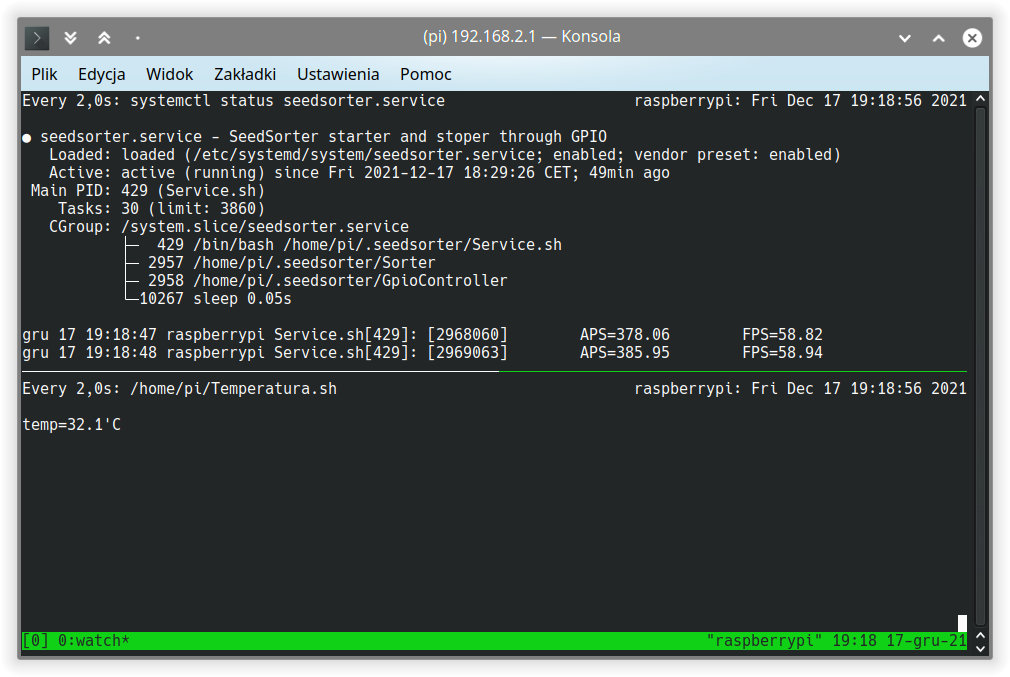 (pi) 192.168.2.1 — Konsola
Plik Edycja Widok Zakładki Ustawienia Pomoc
Every 2,0s: systemctl status seedsorter.service raspberrypi: Fri Dec 17 19:18:56 2021
● seedsorter.service - SeedSorter starter and stoper through GPIO
Loaded: loaded (/etc/systemd/system/seedsorter.service; enabled; vendor preset: enabled)
Active: active (running) since Fri 2021-12-17 18:29:26 CET; 49min ago
Main PID: 429 (Service.sh)
Tasks: 30 (limit: 3860)
CGroup: /system.slice/seedsorter.service
├─ 429 /bin/bash /home/pi/.seedsorter/Service.sh
├─ 2957 /home/pi/.seedsorter/Sorter
├─ 2958 /home/pi/.seedsorter/GpioController
└─10267 sleep 0.05s
gru 17 19:18:47 raspberrypi Service.sh[429]: [2968060] APS=378.06 FPS=58.82
gru 17 19:18:48 raspberrypi Service.sh[429]: [2969063] APS=385.95 FPS=58.94
Every 2,0s: /home/pi/Temperatura.sh raspberrypi: Fri Dec 17 19:18:56 2021
temp=32.1'C
[0] 0:watch* "raspberrypi" 19:18 17-gru-21